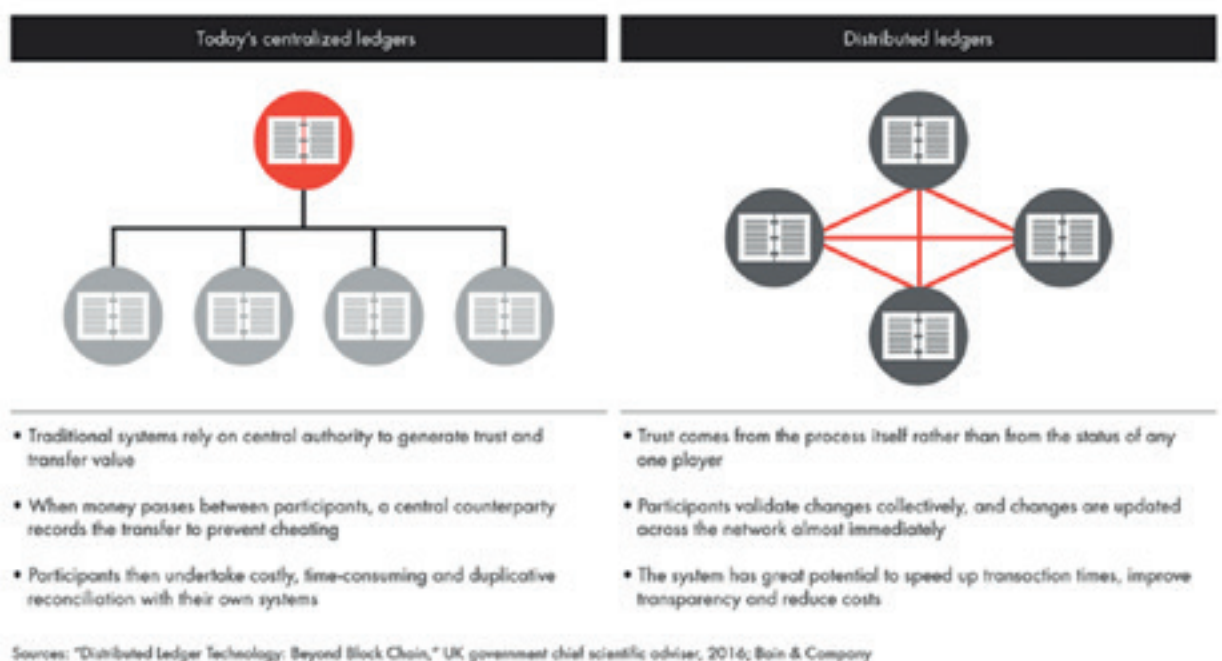 Today's centralized ledgers
Distributed ledgers
• Traditional systems rely on central authority to generate trust and
transfer value
• When money passes between participants, a central counterparty
records the transfer to prevent cheating
• Participants then undertake costly, time-consuming and duplicative
reconciliation with their own systems
• Trust comes from the process itself rather than from the status of any
one player
• Participants validate changes collectively, and changes are updated
across the network almost immediately
• The system has great potential to speed up transaction times, improve
transparency and reduce costs
Sources: "Distributed Ledger Technology: Beyond Block Chain," UK government chief scientific adviser, 2016; Bain & Company